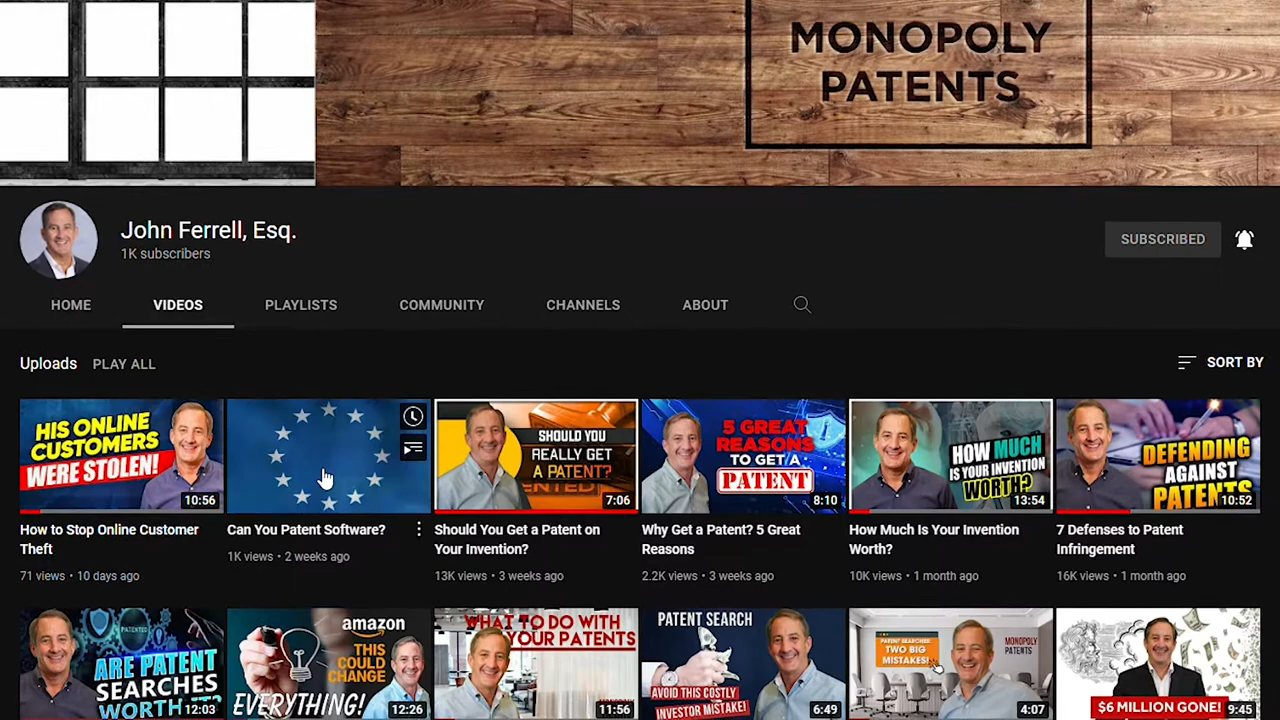 MONOPOLY
PATENTS
John Ferrell, Esq.
1K subscribers
SUBSCRIBED
HOME
VIDEOS
PLAYLISTS
COMMUNITY
CHANNELS
ABOUT
Uploads
PLAY ALL
SORT BY
HIS ONLINE
CUSTOMERS
WERE STOLEN!
10:56
SHOULD YOU
REALLY GET
A PATENT?
7:06
5 GREAT
REASONS
TO GET A
PATENT
8:10
HOW MUCH
IS YOUR INVENTION
WORTH?
13:54
DEFENDING
AGAINST
PATENTS
10:52
How to Stop Online Customer
Theft
71 views • 10 days ago
Can You Patent Software?
1K views • 2 weeks ago
Should You Get a Patent on
Your Invention?
13K views • 3 weeks ago
Why Get a Patent? 5 Great
Reasons
2.2K views • 3 weeks ago
How Much Is Your Invention
Worth?
10K views • 1 month ago
7 Defenses to Patent
Infringement
16K views • 1 month ago
PATENTED
ARE PATENT
SEARCHES
WORTH IT?
12:03
amazon
THIS
COULD
CHANGE
EVERYTHING!
12:26
WHAT TO DO WITH
YOUR PATENTS
11:56
PATENT SEARCH
AVOID THIS COSTLY
INVESTOR MISTAKE!
6:49
PATENT SEARCHES
TWO BIG
MISTAKES!
MONOPOLY
PATENTS
4:07
$6 MILLION GONE!
9:45